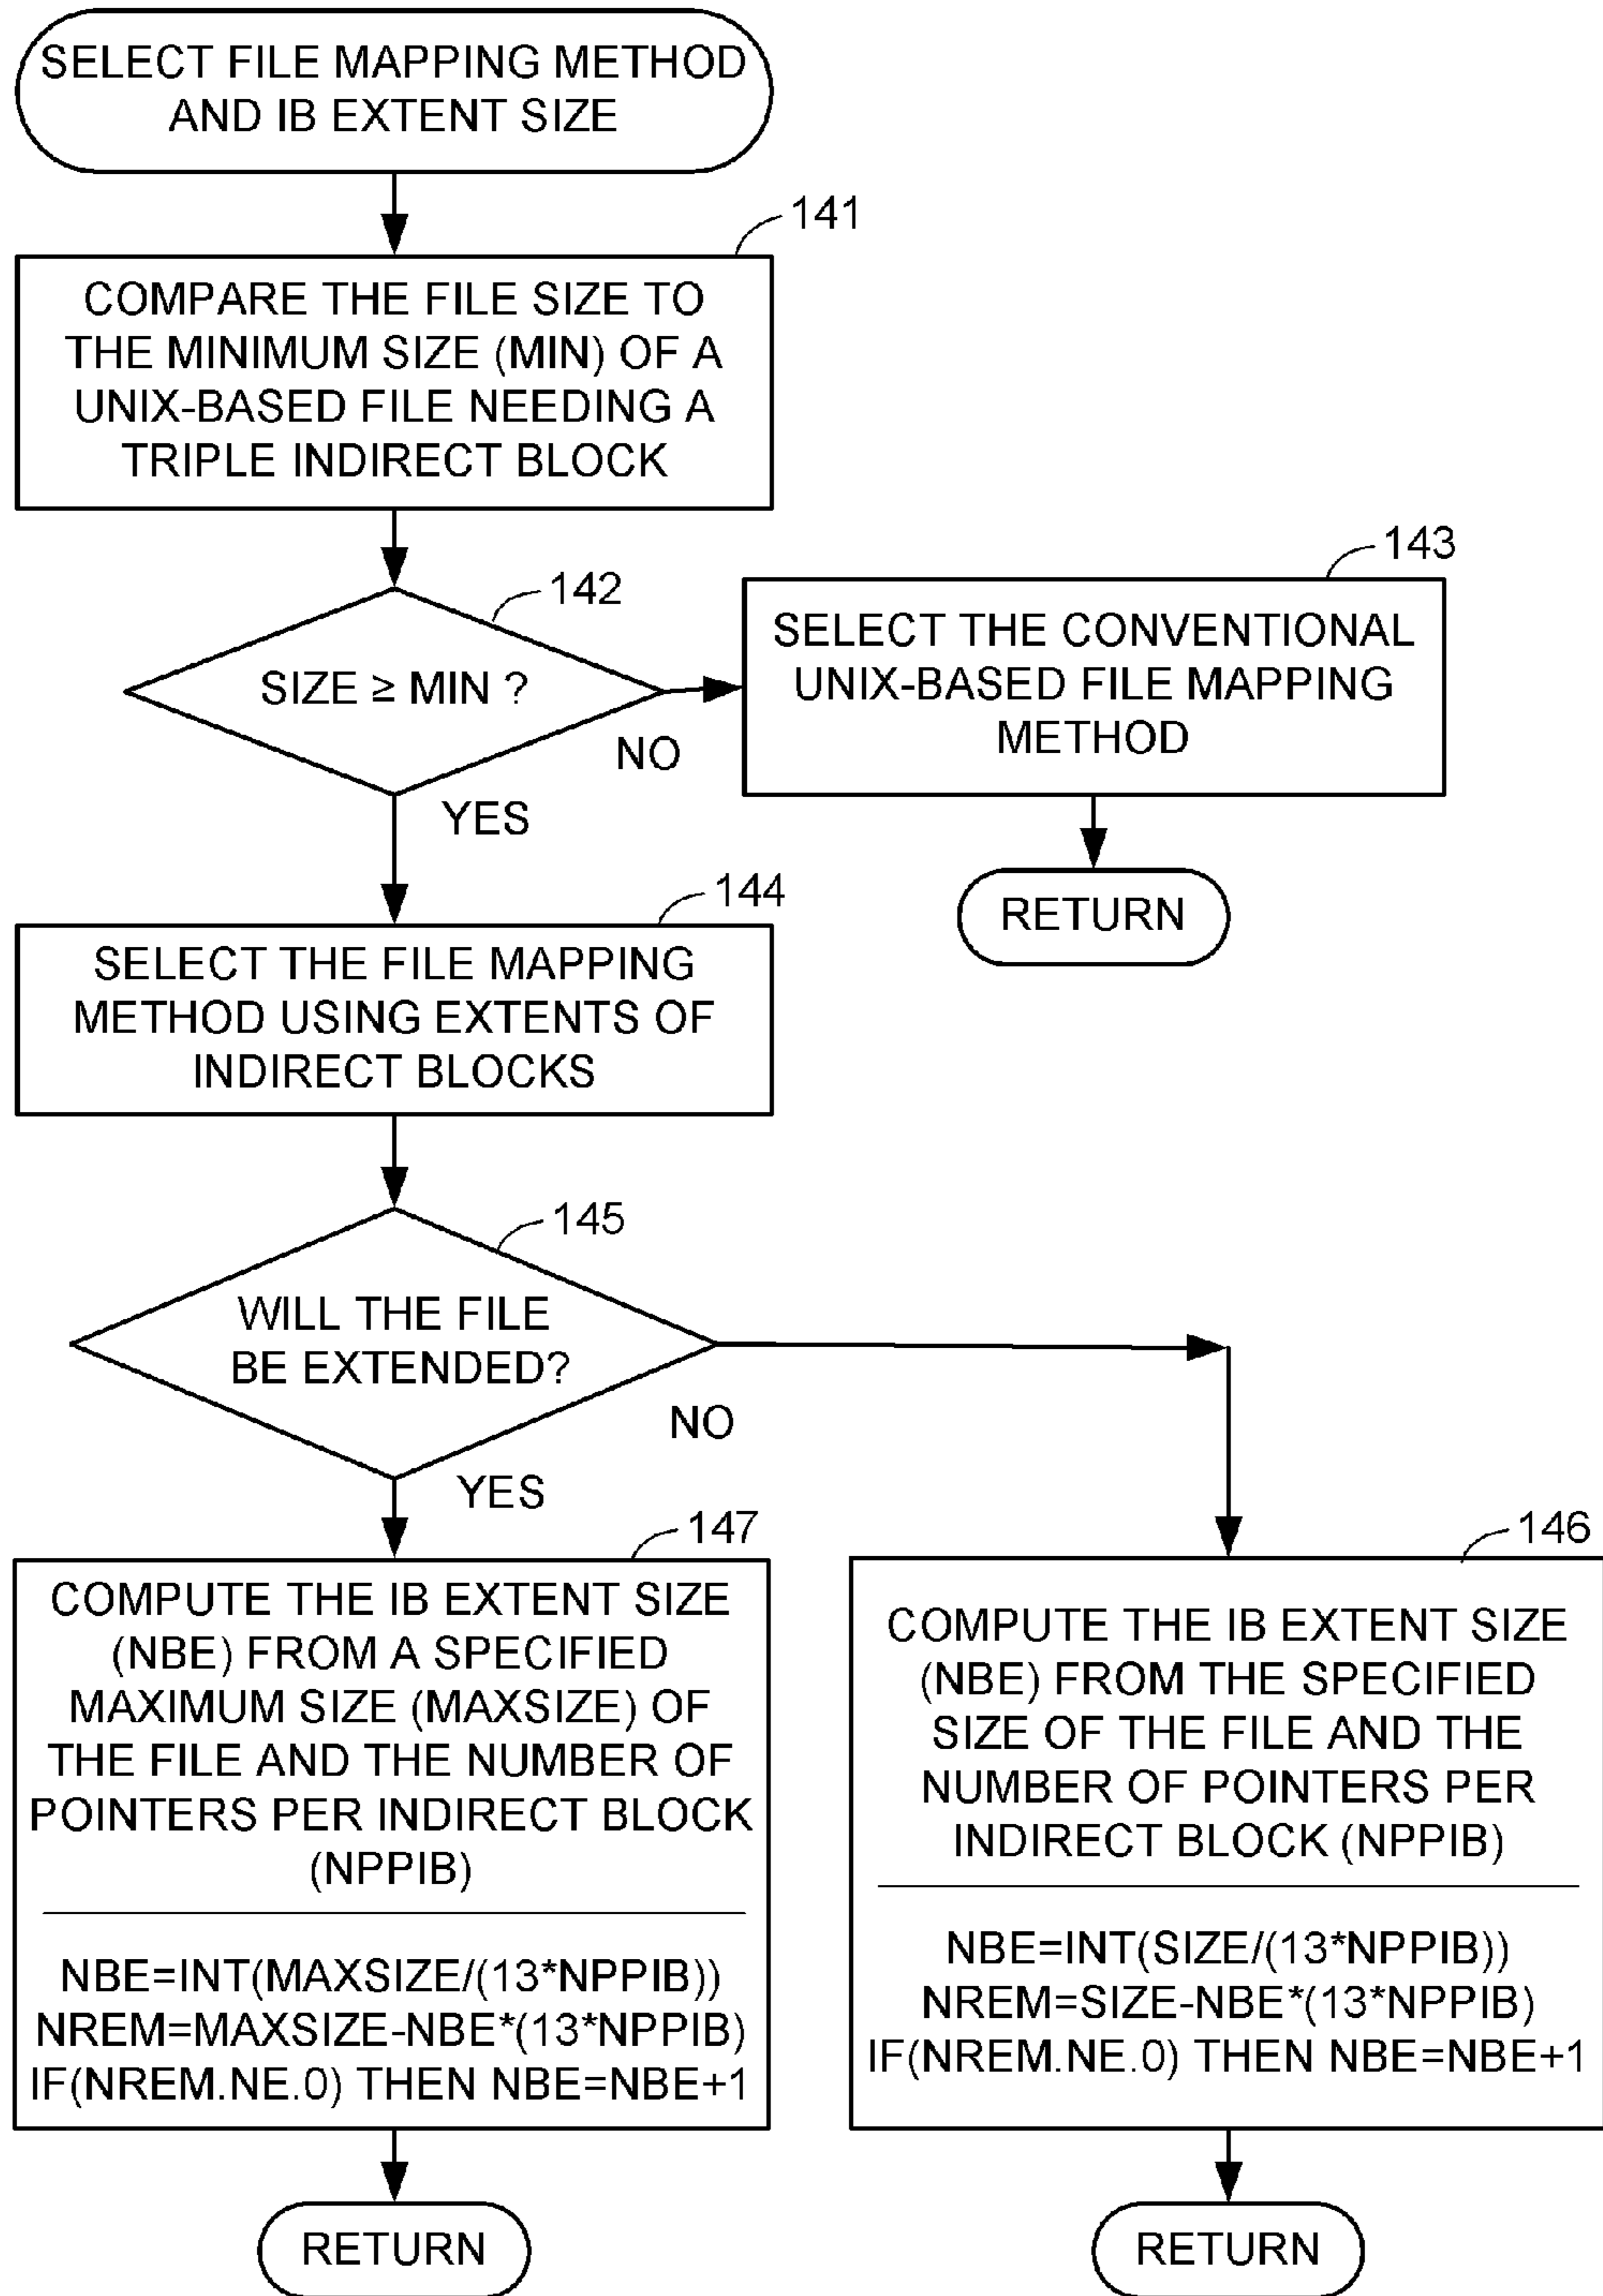 SELECT FILE MAPPING METHOD
AND IB EXTENT SIZE
141
COMPARE THE FILE SIZE TO
THE MINIMUM SIZE (MIN) OF A
UNIX-BASED FILE NEEDING A
TRIPLE INDIRECT BLOCK
142
SIZE ≥ MIN ?
NO
YES
143
SELECT THE CONVENTIONAL
UNIX-BASED FILE MAPPING
METHOD
RETURN
144
SELECT THE FILE MAPPING
METHOD USING EXTENTS OF
INDIRECT BLOCKS
145
WILL THE FILE
BE EXTENDED?
NO
YES
147
COMPUTE THE IB EXTENT SIZE
(NBE) FROM A SPECIFIED
MAXIMUM SIZE (MAXSIZE) OF
THE FILE AND THE NUMBER OF
POINTERS PER INDIRECT BLOCK
(NPPIB)
NBE=INT(MAXSIZE/(13*NPPIB))
NREM=MAXSIZE-NBE*(13*NPPIB)
IF(NREM.NE.0) THEN NBE=NBE+1
RETURN
146
COMPUTE THE IB EXTENT SIZE
(NBE) FROM THE SPECIFIED
SIZE OF THE FILE AND THE
NUMBER OF POINTERS PER
INDIRECT BLOCK (NPPIB)
NBE=INT(SIZE/(13*NPPIB))
NREM=SIZE-NBE*(13*NPPIB)
IF(NREM.NE.0) THEN NBE=NBE+1
RETURN